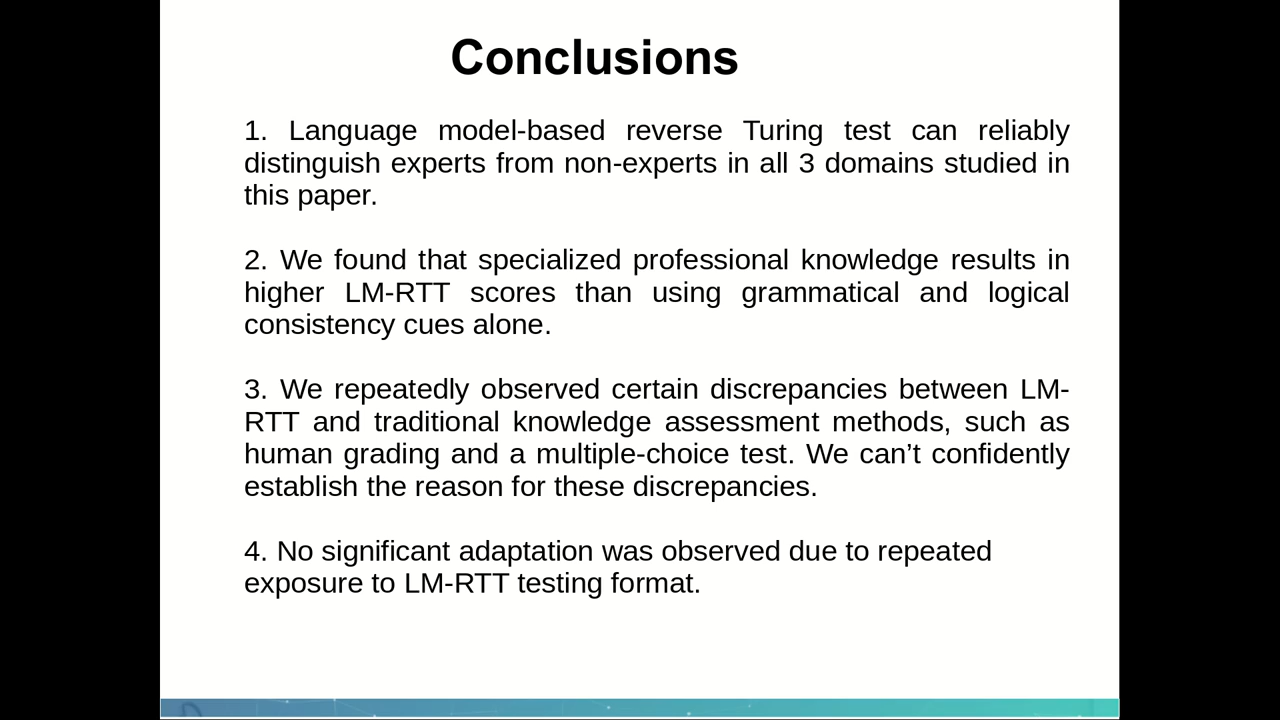 Conclusions
1. Language model-based reverse Turing test can reliably
distinguish experts from non-experts in all 3 domains studied in
this paper.
2. We found that specialized professional knowledge results in
higher LM-RTT scores than using grammatical and logical
consistency cues alone.
3. We repeatedly observed certain discrepancies between LM-
RTT and traditional knowledge assessment methods, such as
human grading and a multiple-choice test. We can’t confidently
establish the reason for these discrepancies.
4. No significant adaptation was observed due to repeated
exposure to LM-RTT testing format.